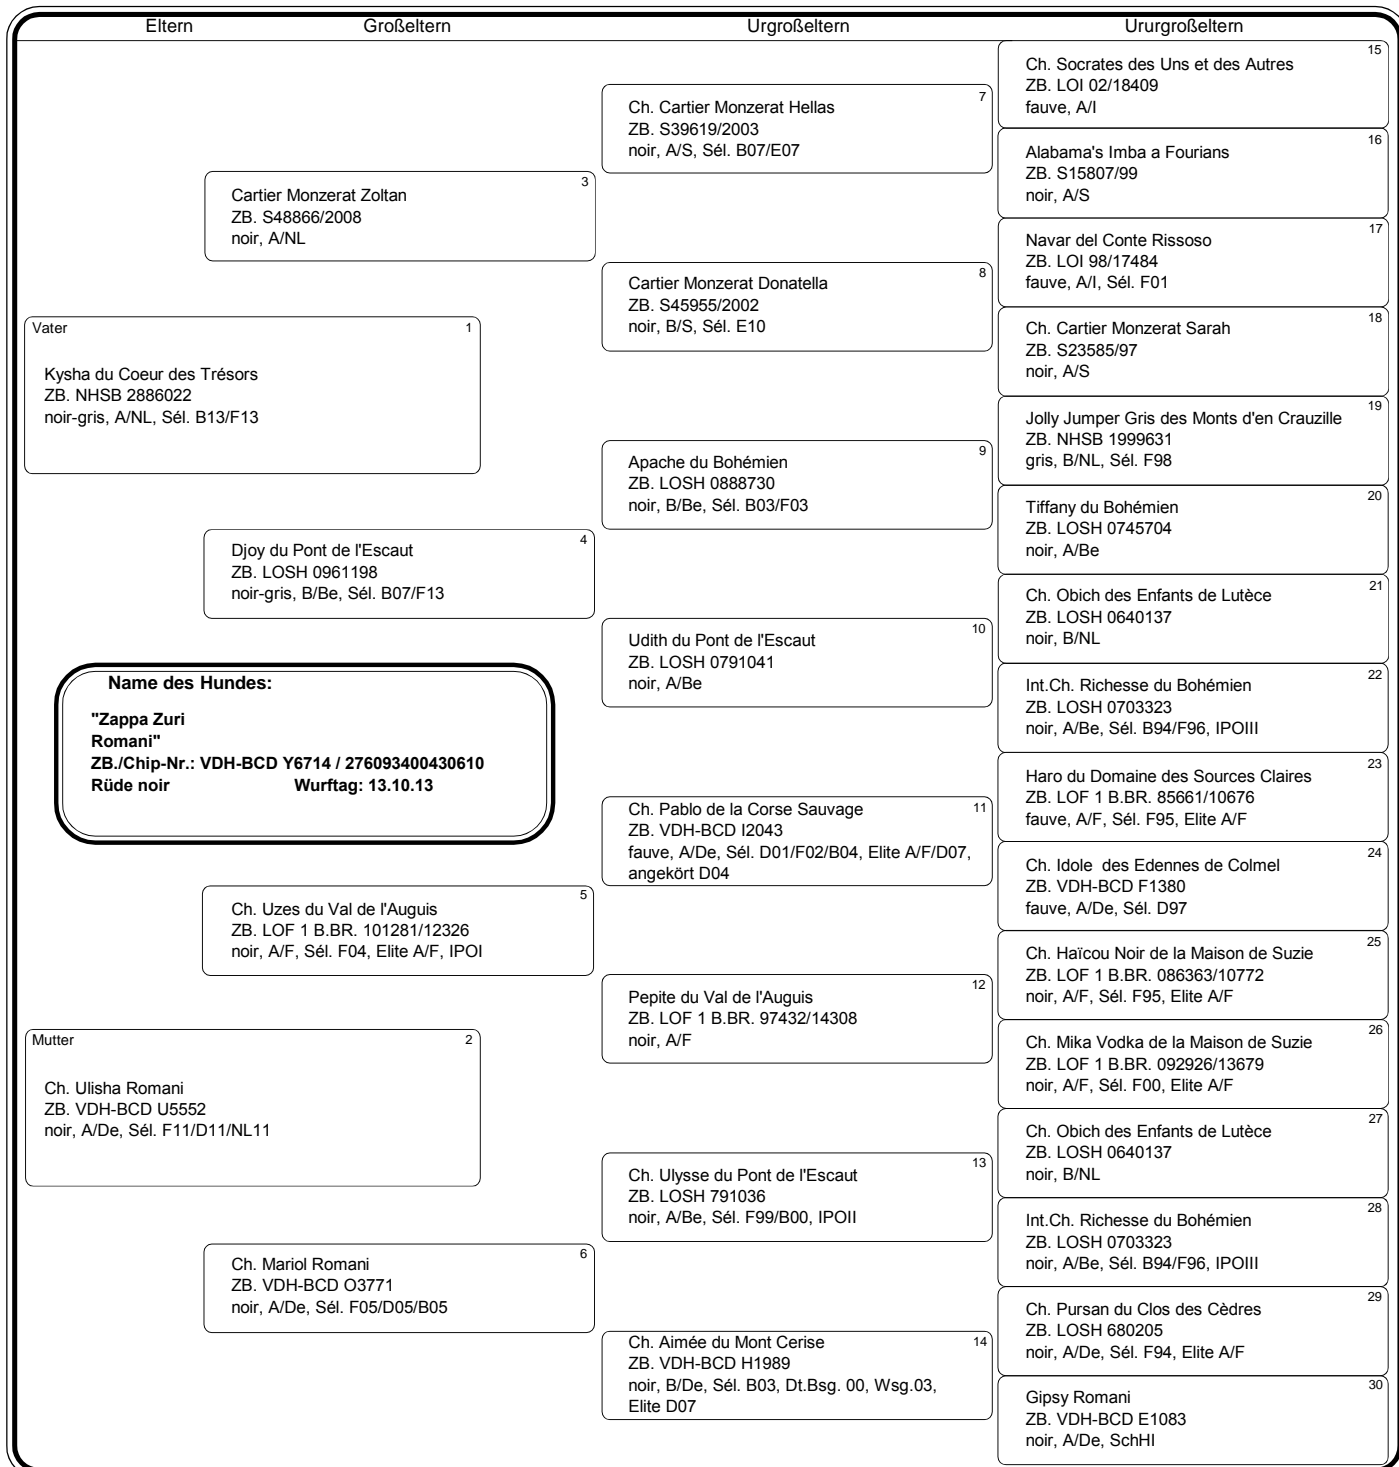 Eltern
Großeltern
Urgroßeltern
Ururgroßeltern
Vater 1
Kysha du Coeur des Trésors
ZB. NHSB 2886022
noir-gris, A/NL, Sél. B13/F13
Name des Hundes:
"Zappa Zuri
Romani"
ZB./Chip-Nr.: VDH-BCD Y6714 / 276093400430610
Rüde noir Wurftag: 13.10.13
Mutter 2
Ch. Ulisha Romani
ZB. VDH-BCD U5552
noir, A/De, Sél. F11/D11/NL11
3
Cartier Monzerat Zoltan
ZB. S48866/2008
noir, A/NL
4
Djoy du Pont de l'Escaut
ZB. LOSH 0961198
noir-gris, B/Be, Sél. B07/F13
5
Ch. Uzes du Val de l'Auguis
ZB. LOF 1 B.BR. 101281/12326
noir, A/F, Sél. F04, Elite A/F, IPOI
6
Ch. Mariol Romani
ZB. VDH-BCD O3771
noir, A/De, Sél. F05/D05/B05
7
Ch. Cartier Monzerat Hellas
ZB. S39619/2003
noir, A/S, Sél. B07/E07
8
Cartier Monzerat Donatella
ZB. S45955/2002
noir, B/S, Sél. E10
9
Apache du Bohémien
ZB. LOSH 0888730
noir, B/Be, Sél. B03/F03
10
Udith du Pont de l'Escaut
ZB. LOSH 0791041
noir, A/Be
11
Ch. Pablo de la Corse Sauvage
ZB. VDH-BCD I2043
fauve, A/De, Sél. D01/F02/B04, Elite A/F/D07,
angekört D04
12
Pepite du Val de l'Auguis
ZB. LOF 1 B.BR. 97432/14308
noir, A/F
13
Ch. Ulysse du Pont de l'Escaut
ZB. LOSH 791036
noir, A/Be, Sél. F99/B00, IPOII
14
Ch. Aimée du Mont Cerise
ZB. VDH-BCD H1989
noir, B/De, Sél. B03, Dt.Bsg. 00, Wsg.03,
Elite D07
15
Ch. Socrates des Uns et des Autres
ZB. LOI 02/18409
fauve, A/I
16
Alabama's Imba a Fourians
ZB. S15807/99
noir, A/S
17
Navar del Conte Rissoso
ZB. LOI 98/17484
fauve, A/I, Sél. F01
18
Ch. Cartier Monzerat Sarah
ZB. S23585/97
noir, A/S
19
Jolly Jumper Gris des Monts d'en Crauzille
ZB. NHSB 1999631
gris, B/NL, Sél. F98
20
Tiffany du Bohémien
ZB. LOSH 0745704
noir, A/Be
21
Ch. Obich des Enfants de Lutèce
ZB. LOSH 0640137
noir, B/NL
22
Int.Ch. Richesse du Bohémien
ZB. LOSH 0703323
noir, A/Be, Sél. B94/F96, IPOIII
23
Haro du Domaine des Sources Claires
ZB. LOF 1 B.BR. 85661/10676
fauve, A/F, Sél. F95, Elite A/F
24
Ch. Idole des Edennes de Colmel
ZB. VDH-BCD F1380
fauve, A/De, Sél. D97
25
Ch. Haïcou Noir de la Maison de Suzie
ZB. LOF 1 B.BR. 086363/10772
noir, A/F, Sél. F95, Elite A/F
26
Ch. Mika Vodka de la Maison de Suzie
ZB. LOF 1 B.BR. 092926/13679
noir, A/F, Sél. F00, Elite A/F
27
Ch. Obich des Enfants de Lutèce
ZB. LOSH 0640137
noir, B/NL
28
Int.Ch. Richesse du Bohémien
ZB. LOSH 0703323
noir, A/Be, Sél. B94/F96, IPOIII
29
Ch. Pursan du Clos des Cèdres
ZB. LOSH 680205
noir, A/De, Sél. F94, Elite A/F
30
Gipsy Romani
ZB. VDH-BCD E1083
noir, A/De, SchHI